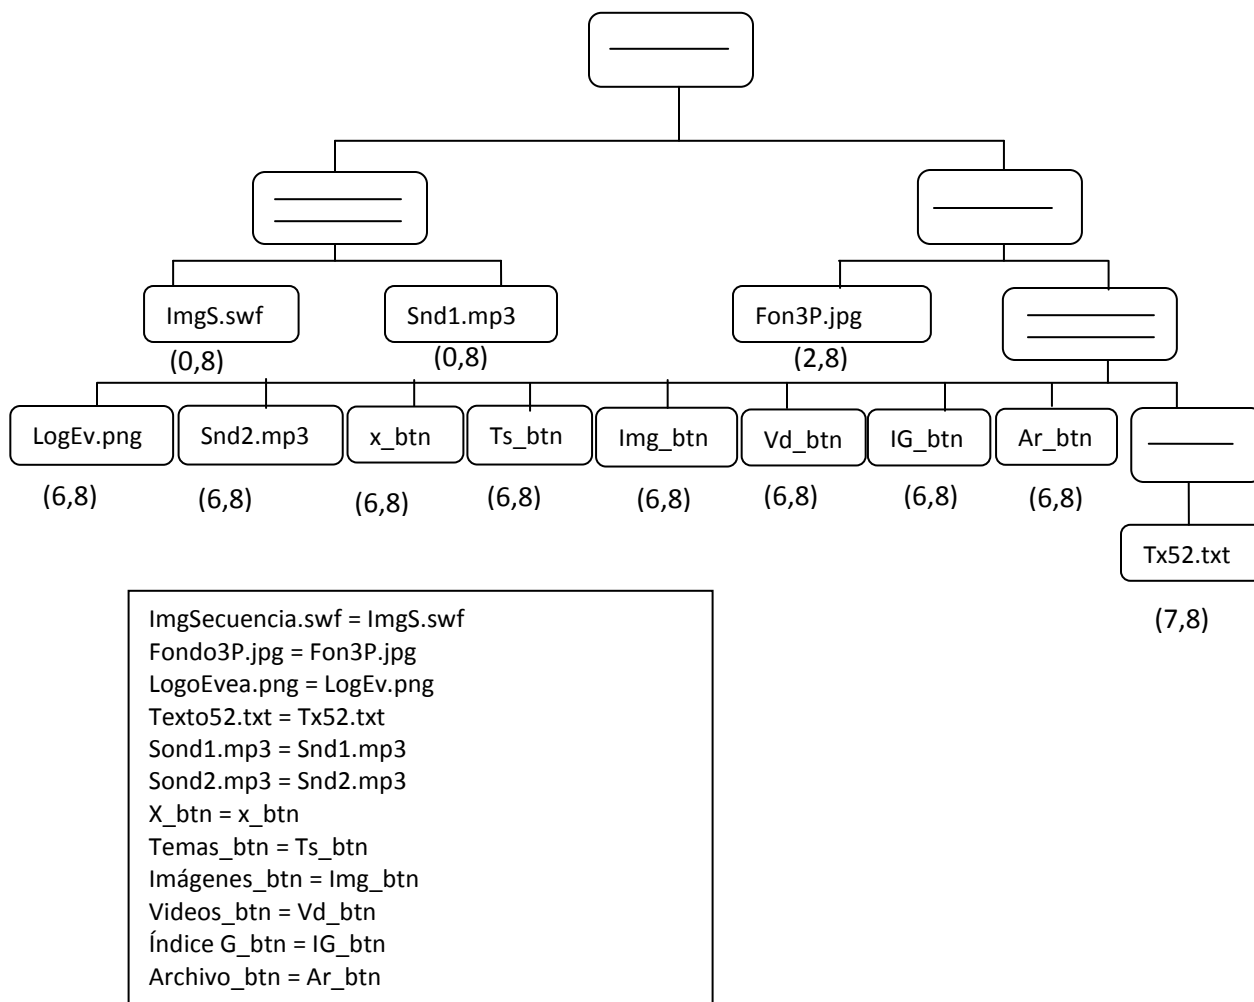 ImgS.swf
Snd1.mp3
Fon3P.jpg
(0,8)
(0,8)
(2,8)
LogEv.png
Snd2.mp3
x_btn
Ts_btn
Img_btn
Vd_btn
IG_btn
Ar_btn
(6,8)
(6,8)
(6,8)
(6,8)
(6,8)
(6,8)
(6,8)
(6,8)
Tx52.txt
(7,8)
ImgSecuencia.swf = ImgS.swf
Fondo3P.jpg = Fon3P.jpg
LogoEvea.png = LogEv.png
Texto52.txt = Tx52.txt
Sond1.mp3 = Snd1.mp3
Sond2.mp3 = Snd2.mp3
X_btn = x_btn
Temas_btn = Ts_btn
Imágenes_btn = Img_btn
Videos_btn = Vd_btn
Índice G_btn = IG_btn
Archivo_btn = Ar_btn